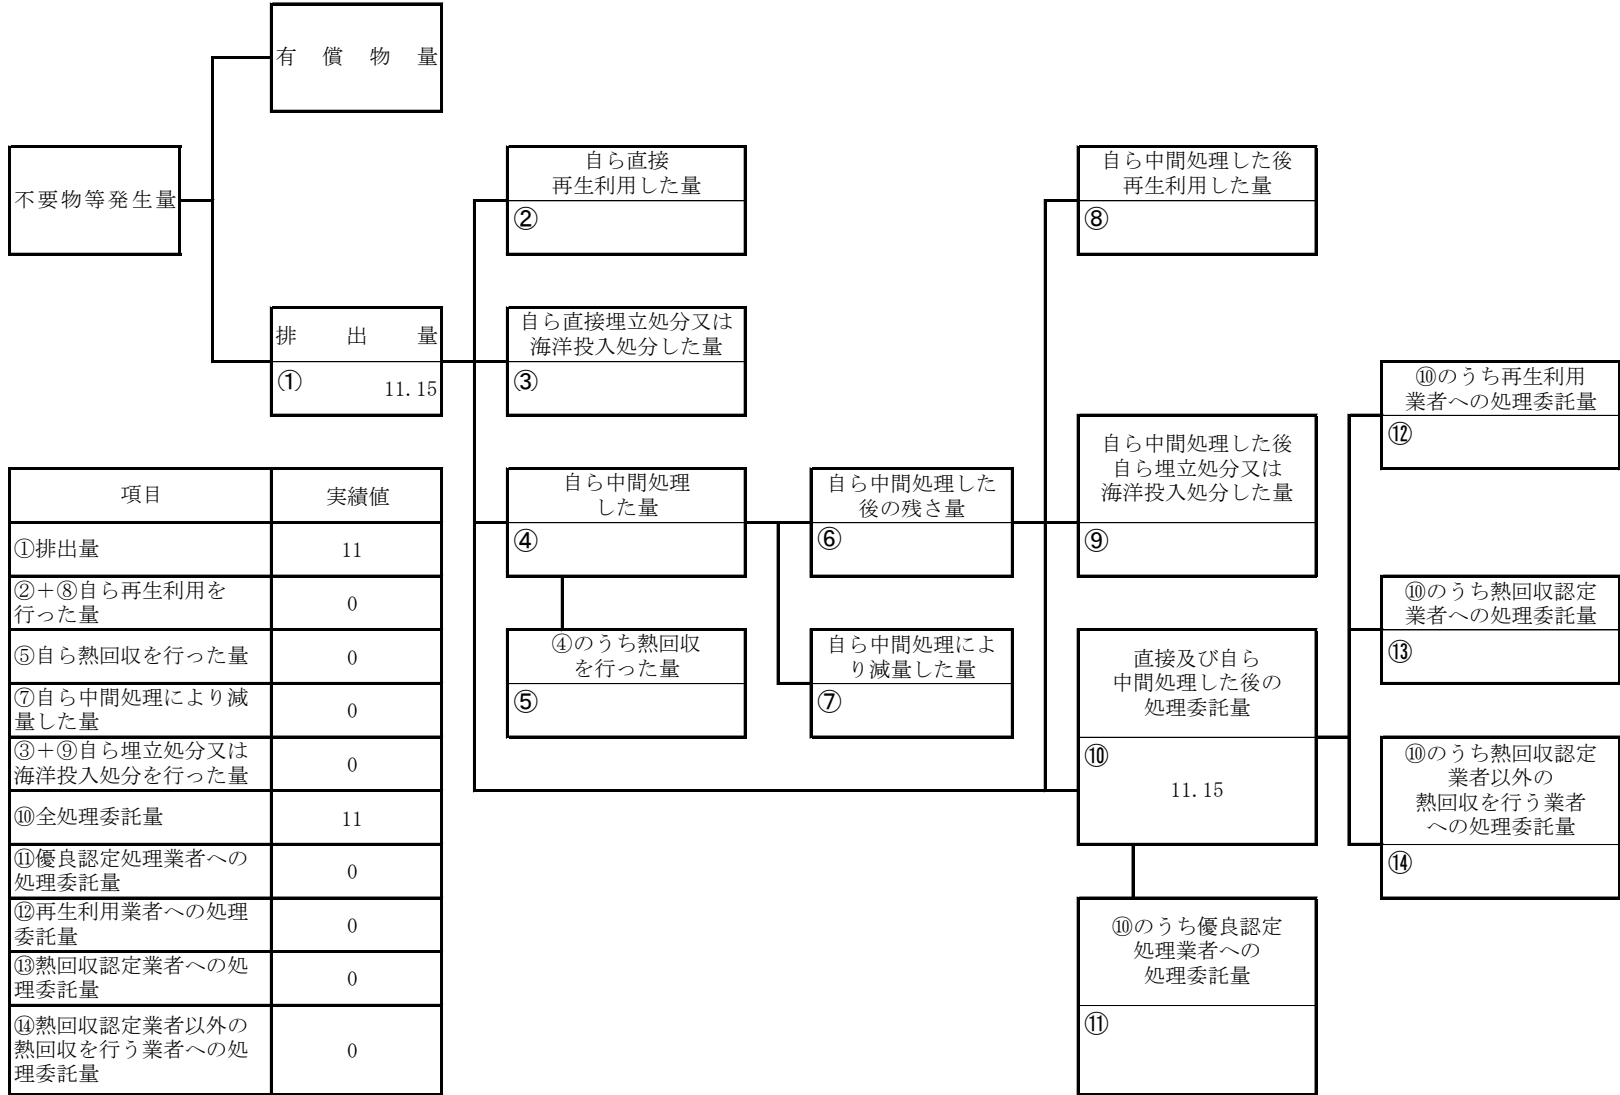 有償物量
不要物等発生量
排出量
①
11.15
自ら直接
再生利用した量
②
自ら直接埋立処分又は
海洋投入処分した量
③
自ら中間処理
した量
④
④のうち熱回収
を行った量
⑤
自ら中間処理した
後の残さ量
⑥
自ら中間処理によ
り減量した量
⑦
自ら中間処理した後
再生利用した量
⑧
自ら中間処理した後
自ら埋立処分又は
海洋投入処分した量
⑨
直接及び自ら
中間処理した後の
処理委託量
⑩
11.15
⑩のうち優良認定
処理業者への
処理委託量
⑪
⑩のうち再生利用
業者への処理委託量
⑫
⑩のうち熱回収認定
業者への処理委託量
⑬
⑩のうち熱回収認定
業者以外の
熱回収を行う業者
への処理委託量
⑭
項目 実績値
①排出量 11
②＋⑧自ら再生利用を
行った量 0
⑤自ら熱回収を行った量 0
⑦自ら中間処理により減
量した量 0
③＋⑨自ら埋立処分又は
海洋投入処分を行った量 0
⑩全処理委託量 11
⑪優良認定処理業者への
処理委託量 0
⑫再生利用業者への処理
委託量 0
⑬熱回収認定業者への処
理委託量 0
⑭熱回収認定業者以外の
熱回収を行う業者への処 0
理委託量